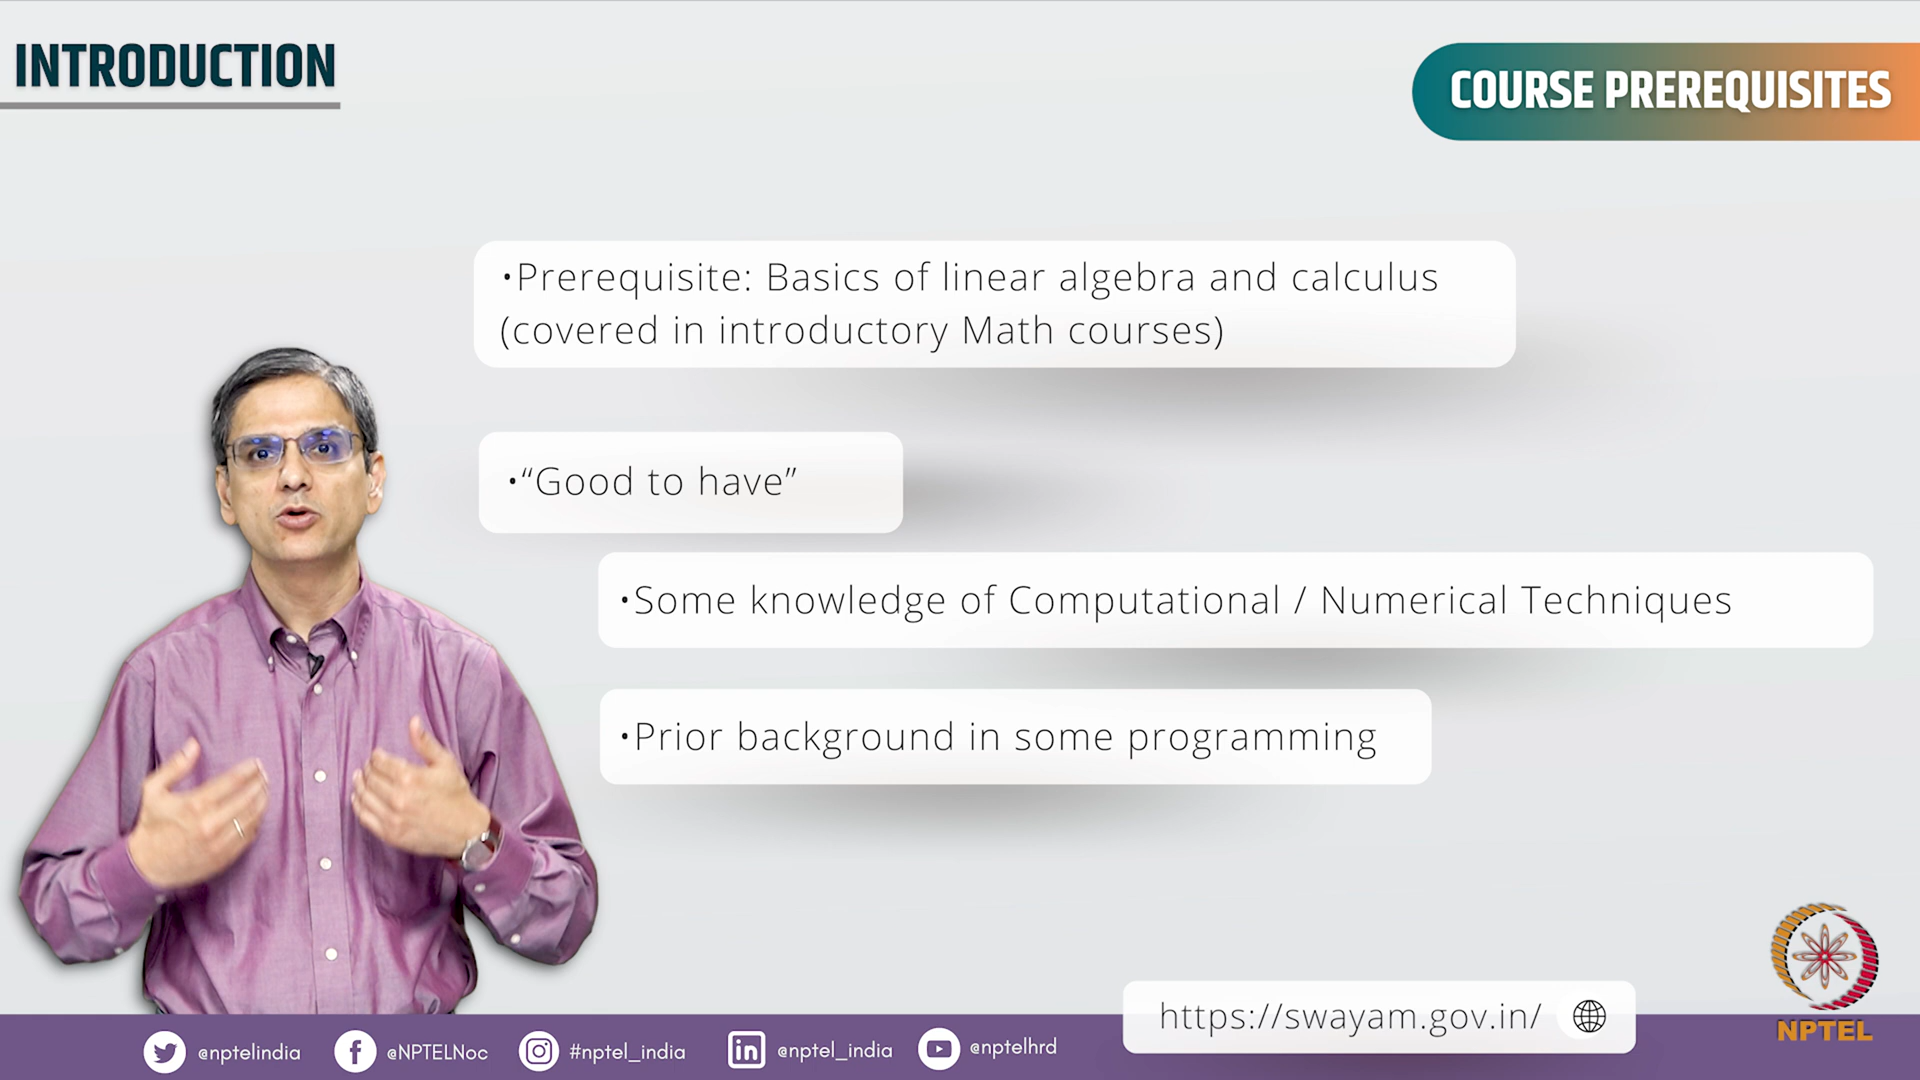 INTRODUCTION
COURSE PREREQUISITES
•Prerequisite: Basics of linear algebra and calculus
(covered in introductory Math courses)
•“Good to have”
•Some knowledge of Computational / Numerical Techniques
•Prior background in some programming
https://swayam.gov.in/
NPTEL
@nptelindia
@NPTELNoc
#nptel_india
in
@nptel_india
@nptelhrd